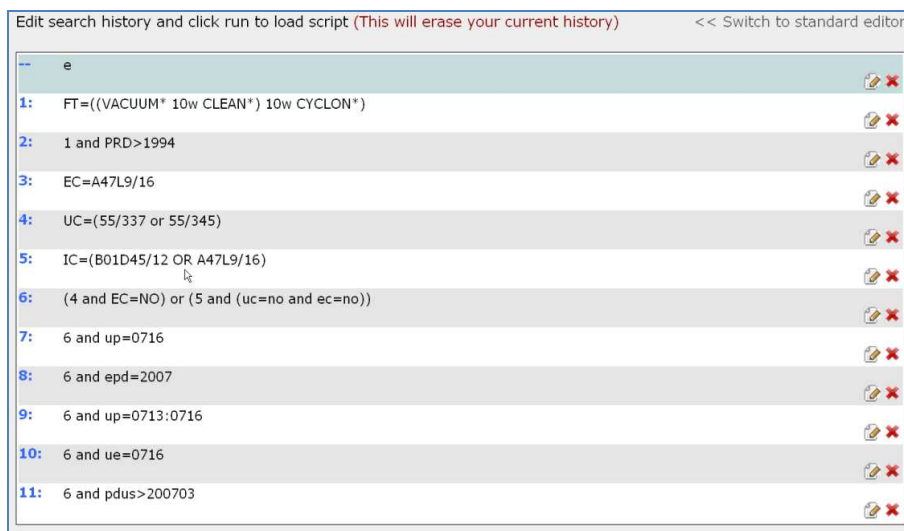 Edit search history and click run to load script (This will erase your current history) << Switch to standard editor
-- e
1: FT=((VACUUM* 10w CLEAN*) 10w CYCLON*)
2: 1 and PRD>1994
3: EC=A47L9/16
4: UC=(55/337 or 55/345)
5: IC=(B01D45/12 OR A47L9/16)
6: (4 and EC=NO) or (5 and (uc=no and ec=no))
7: 6 and up=0716
8: 6 and epd=2007
9: 6 and up=0713:0716
10: 6 and ue=0716
11: 6 and pdus>200703